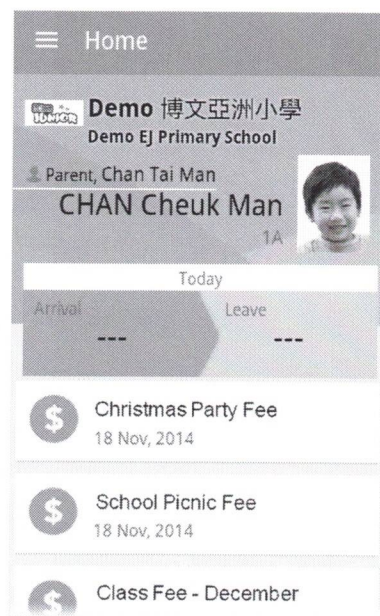 Home
Demo 博文亞洲小學
Demo EJ Primary School
Parent, Chan Tai Man
CHAN Cheuk Man
1A
Today
Arrival Leave
--- ---
Christmas Party Fee
18 Nov, 2014
School Picnic Fee
18 Nov, 2014
Class Fee - December